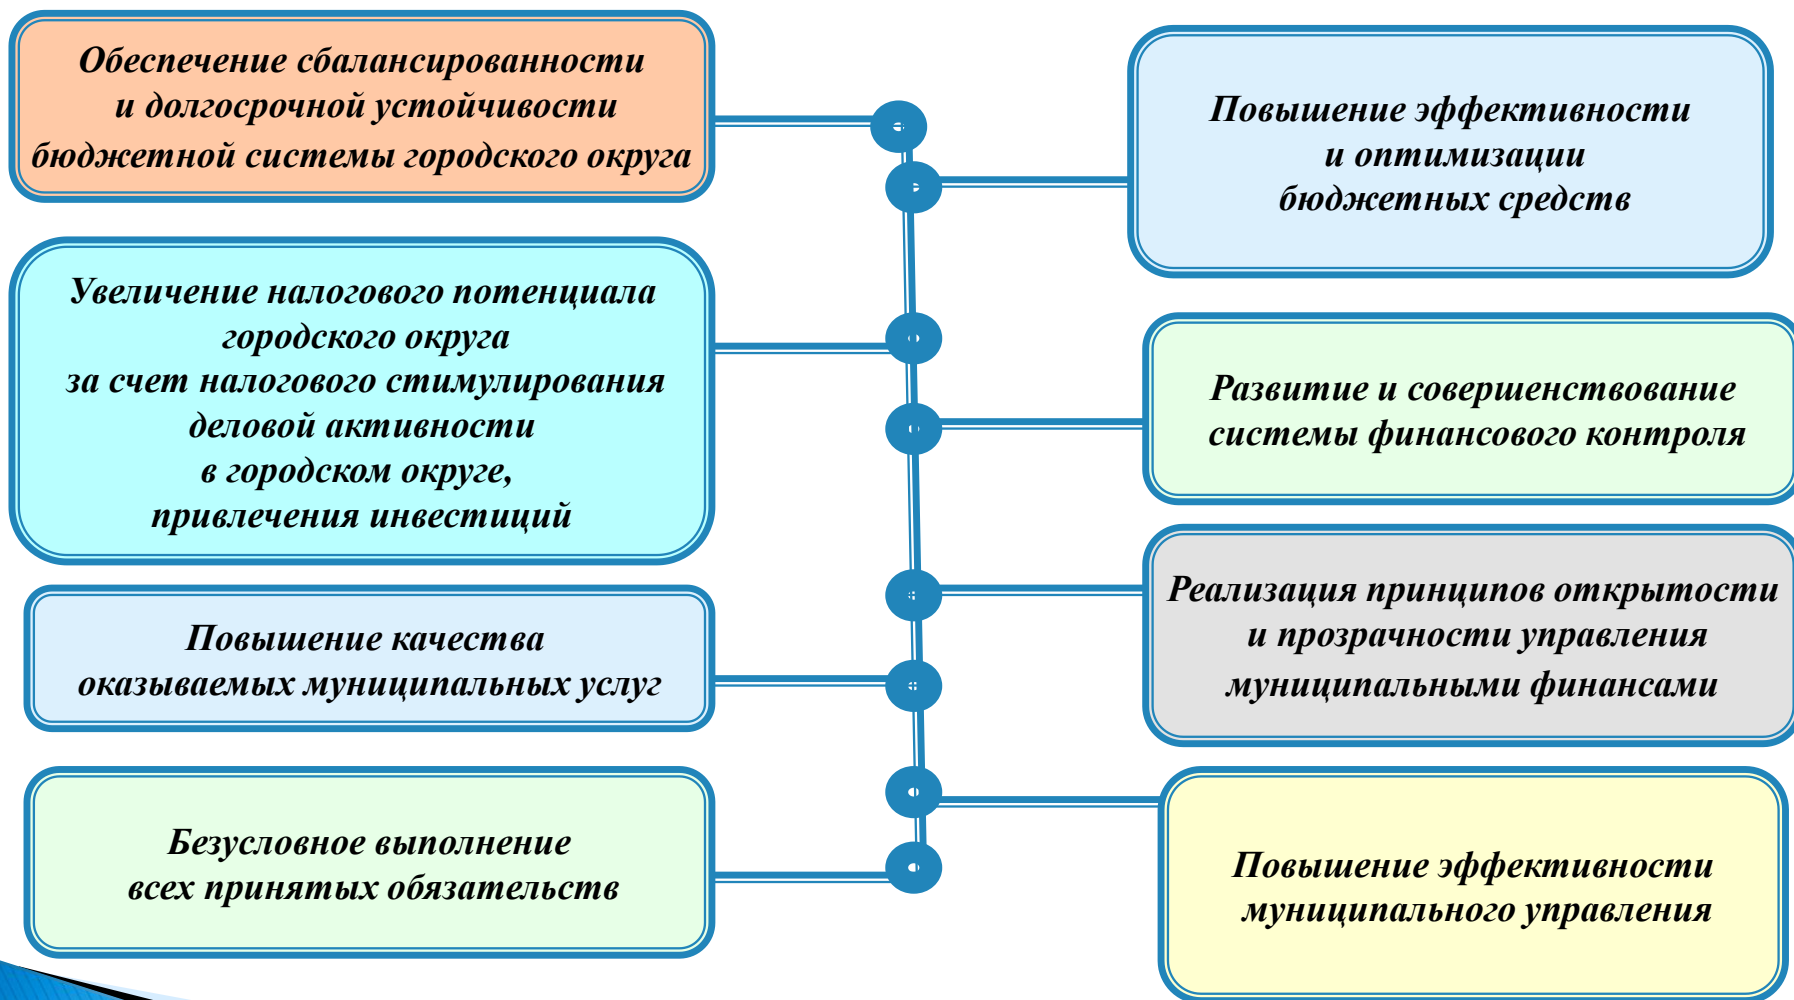 Обеспечение сбалансированности
и долгосрочной устойчивости
бюджетной системы городского округа
Увеличение налогового потенциала
городского округа
за счет налогового стимулирования
деловой активности
в городском округе,
привлечения инвестиций
Повышение качества
оказываемых муниципальных услуг
Безусловное выполнение
всех принятых обязательств
Повышение эффективности
и оптимизации
бюджетных средств
Развитие и совершенствование
системы финансового контроля
Реализация принципов открытости
и прозрачности управления
муниципальными финансами
Повышение эффективности
муниципального управления